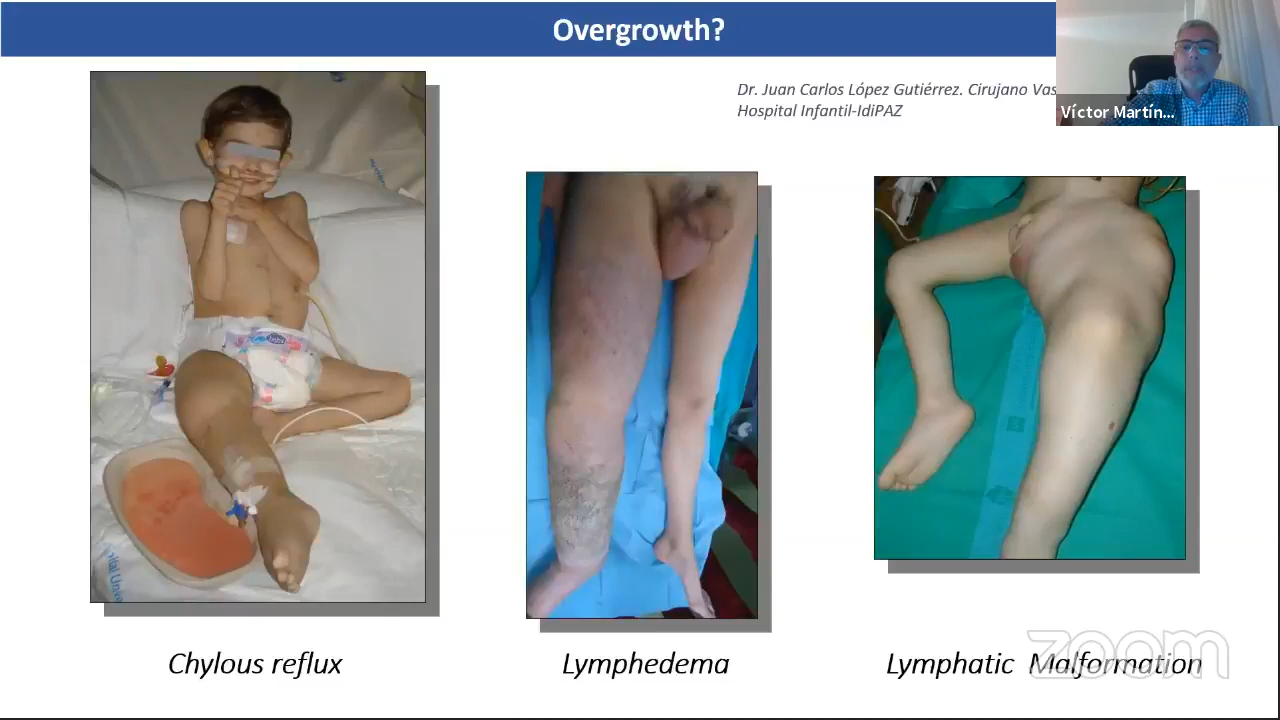 Overgrowth?
Dr. Juan Carlos López Gutiérrez. Cirujano Vas
Hospital Infantil-IdiPAZ
Víctor Martín...
Chylous reflux
Lymphedema
Lymphatic Malformation
zoom